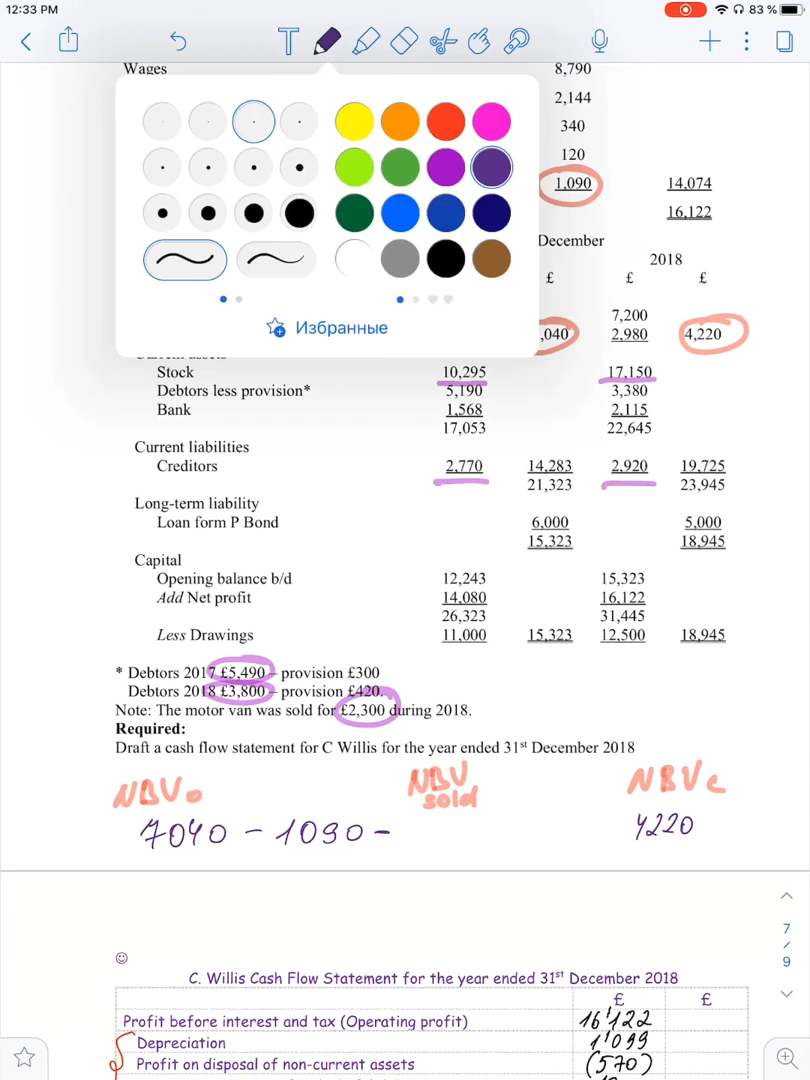 12:33 PM 83 %
T
Wages 8,790
2,144
340
120
1,090 14,074
16,122
December
2018
£ £ £
7,200
,040 2,980 4,220
Избранные
Stock 10,295 17,150
Debtors less provision* 5,190 3,380
Bank 1,568 2,115
17,053 22,645
Current liabilities
Creditors 2,770 14,283 2,920 19,725
21,323 23,945
Long-term liability
Loan form P Bond 6,000 5,000
15,323 18,945
Capital
Opening balance b/d 12,243 15,323
Add Net profit 14,080 16,122
26,323 31,445
Less Drawings 11,000 15,323 12,500 18,945
* Debtors 2017 £5,490 – provision £300
Debtors 2018 £3,800 – provision £420.
Note: The motor van was sold for £2,300 during 2018.
Required:
Draft a cash flow statement for C Willis for the year ended 31st December 2018
NBVo NBV sold NBVc
7040 – 1090 – 4220
7
/
9
C. Willis Cash Flow Statement for the year ended 31st December 2018
£ £
Profit before interest and tax (Operating profit) 16'122
Depreciation 1'099
Profit on disposal of non-current assets (570)